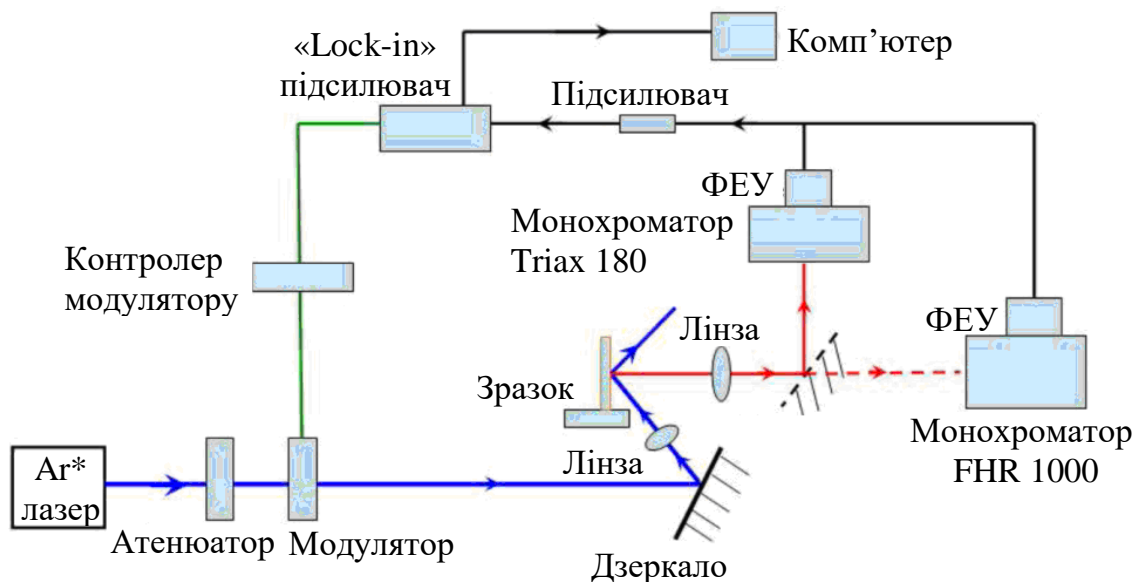 «Lock-in»
підсилювач
Комп’ютер
Підсилювач
ФЕУ
Монохроматор
Triax 180
Контролер
модулятору
ФЕУ
Лінза
Зразок
Монохроматор
FHR 1000
Лінза
Ar*
лазер
Атенюатор
Модулятор
Дзеркало